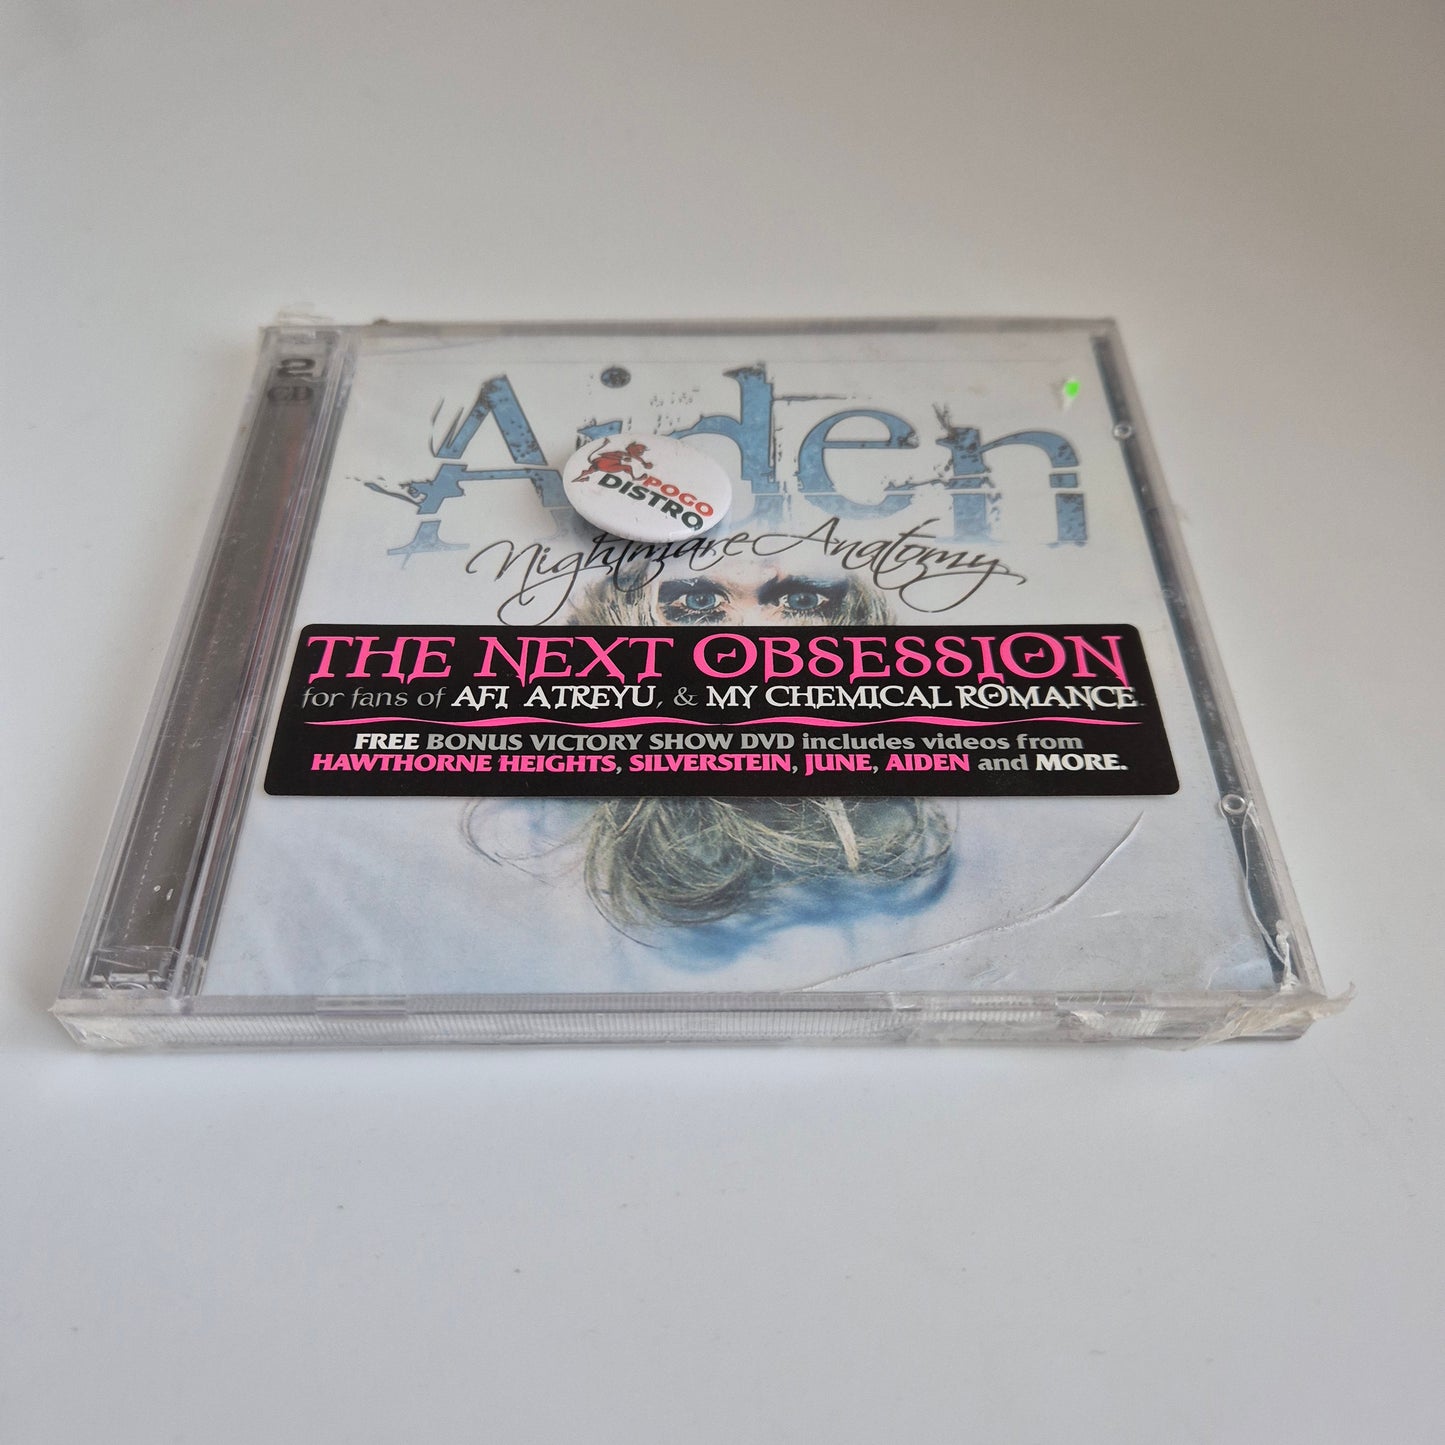 2
CD
Aiden
POGO
DISTRO
Nightmare Anatomy
THE NEXT OBSESSION
for fans of AFI ATREYU, & MY CHEMICAL ROMANCE
FREE BONUS VICTORY SHOW DVD includes videos from
HAWTHORNE HEIGHTS, SILVERSTEIN, JUNE, AIDEN and MORE.